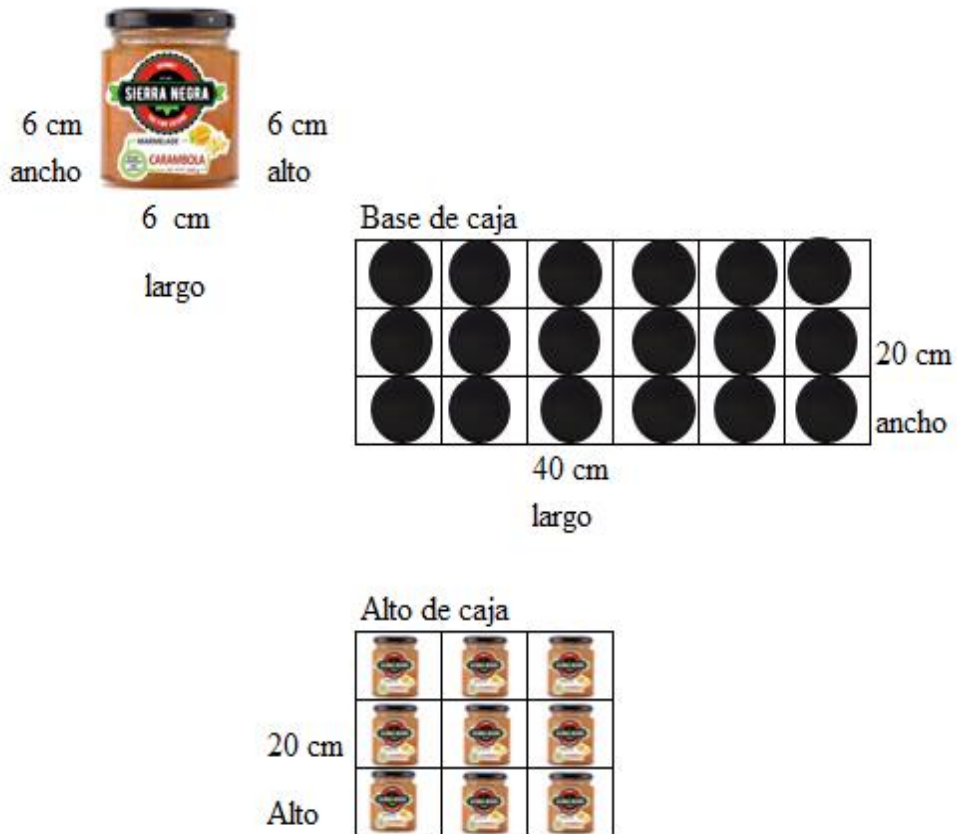 SIERRA NEGRA
MARMELADE
CARAMBOLA
6 cm
ancho
6 cm
alto
6 cm
largo
Base de caja
20 cm
ancho
40 cm
largo
Alto de caja
20 cm
Alto